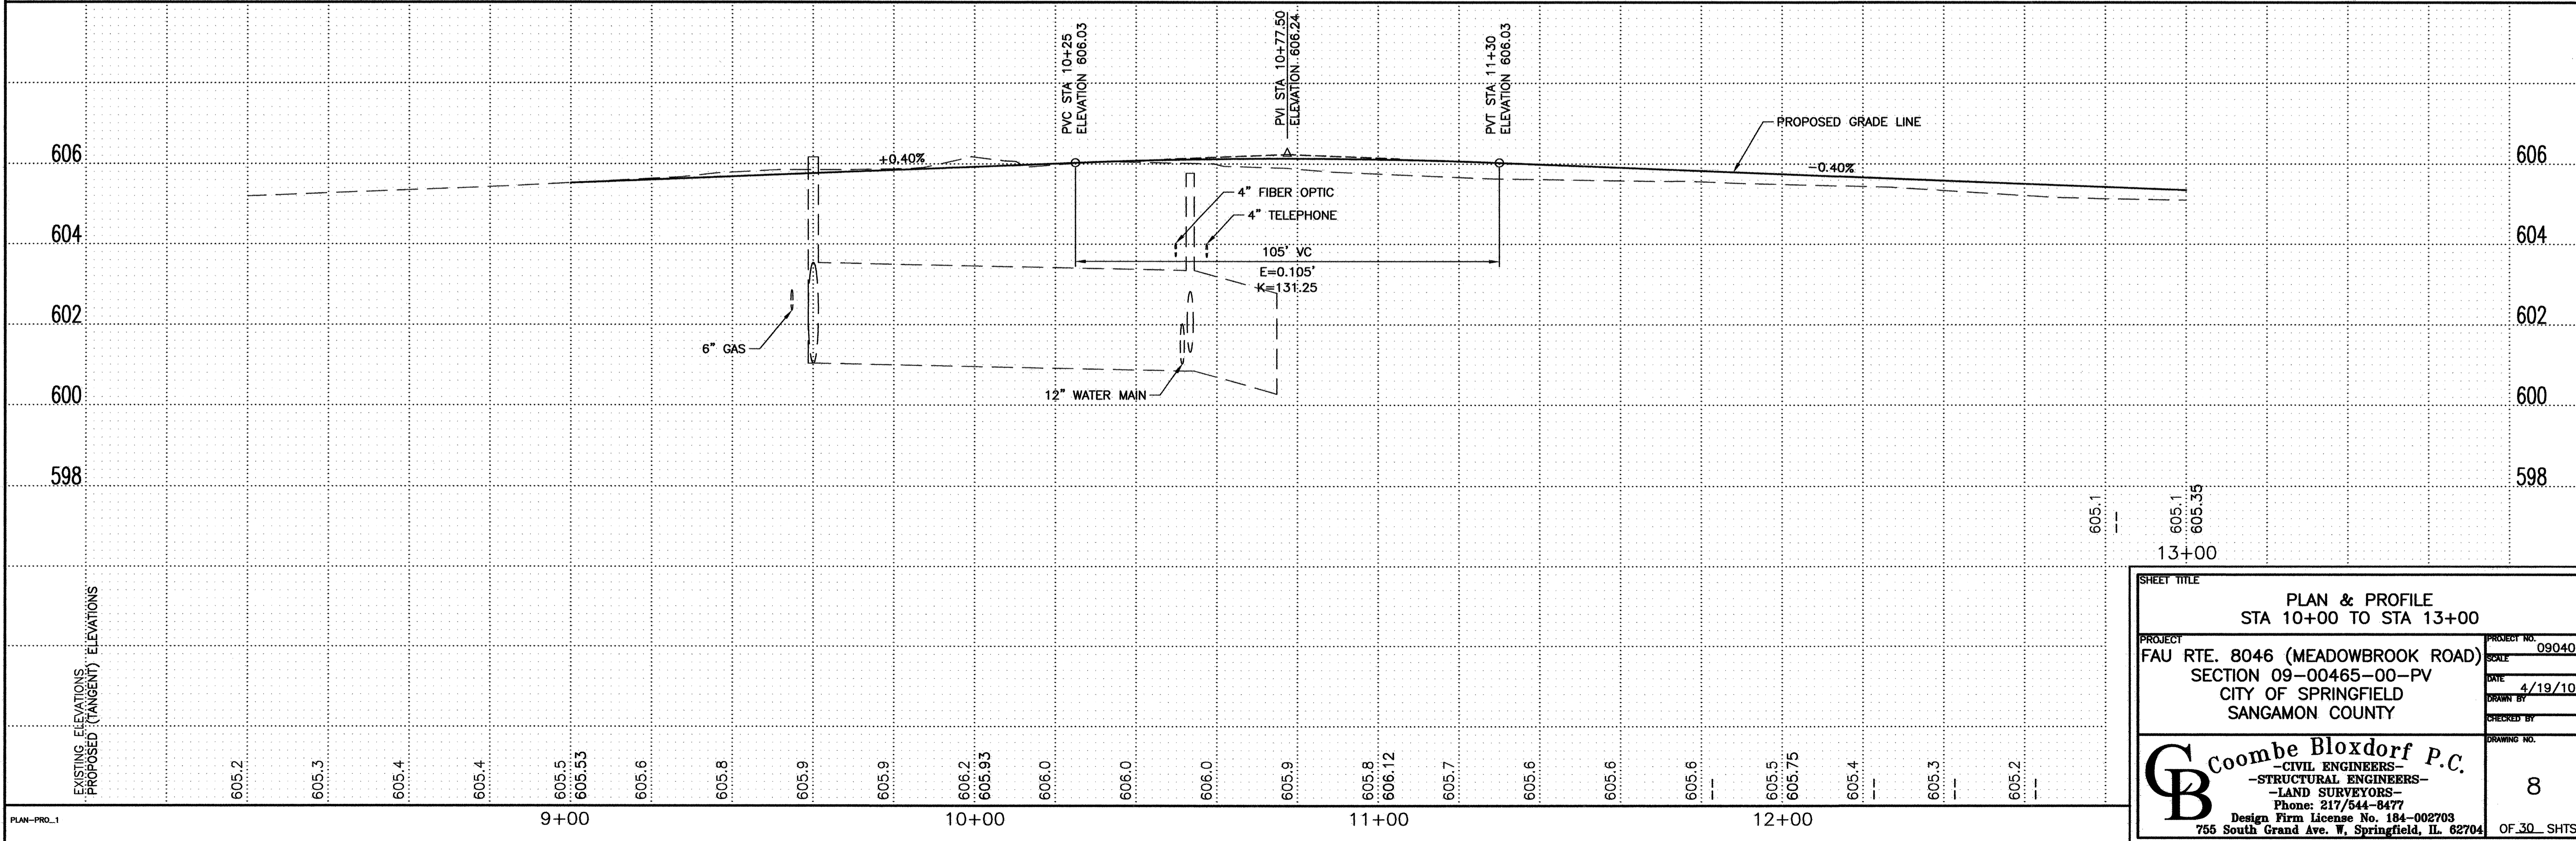 PVC STA 10+25
ELEVATION 606.03
PVI STA 10+77.50
ELEVATION 606.24
PVT STA 11+30
ELEVATION 606.03
PROPOSED GRADE LINE
606
+0.40%
-0.40%
606
4" FIBER OPTIC
4" TELEPHONE
604
105' VC
604
E=0.105'
K=131.25
602
602
6" GAS
600
12" WATER MAIN
600
598
598
605.1
--
605.1
605.35
13+00
EXISTING ELEVATIONS
PROPOSED (TANGENT) ELEVATIONS
605.2
605.3
605.4
605.4
605.5
605.53
605.6
605.8
605.9
605.9
606.2
605.93
606.0
606.0
606.0
605.9
605.8
606.12
605.7
605.6
605.6
605.6
--
605.5
605.75
605.4
--
605.3
--
605.2
--
PLAN-PRO_1
9+00
10+00
11+00
12+00
SHEET TITLE
PLAN & PROFILE
STA 10+00 TO STA 13+00
PROJECT
FAU RTE. 8046 (MEADOWBROOK ROAD)
SECTION 09-00465-00-PV
CITY OF SPRINGFIELD
SANGAMON COUNTY
PROJECT NO.
09040
SCALE
DATE
4/19/10
DRAWN BY
CHECKED BY
CB
Coombe Bloxdorf P.C.
-CIVIL ENGINEERS-
-STRUCTURAL ENGINEERS-
-LAND SURVEYORS-
Phone: 217/544-8477
Design Firm License No. 184-002703
755 South Grand Ave. W, Springfield, IL. 62704
DRAWING NO.
8
OF 30 SHTS